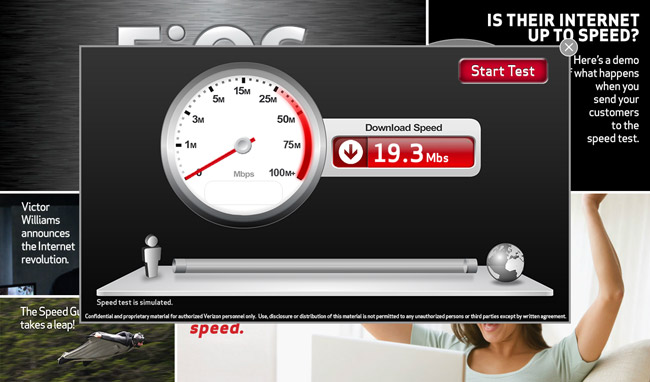 FiOS
IS THEIR INTERNET
UP TO SPEED?
Here's a demo
what happens
when you
send your
customers
to the
speed test.
Start Test
15M
5M
25M
3M
50M
1M
75M
0
100M+
Mbps
Download Speed
19.3 Mbs
Victor
Williams
announces
the Internet
revolution.
Speed test is simulated.
Confidential and proprietary material for authorized Verizon personnel only. Use, disclosure or distribution of this material is not permitted to any unauthorized persons or third parties except by written agreement.
The Speed Gu
takes a leap!
speed.